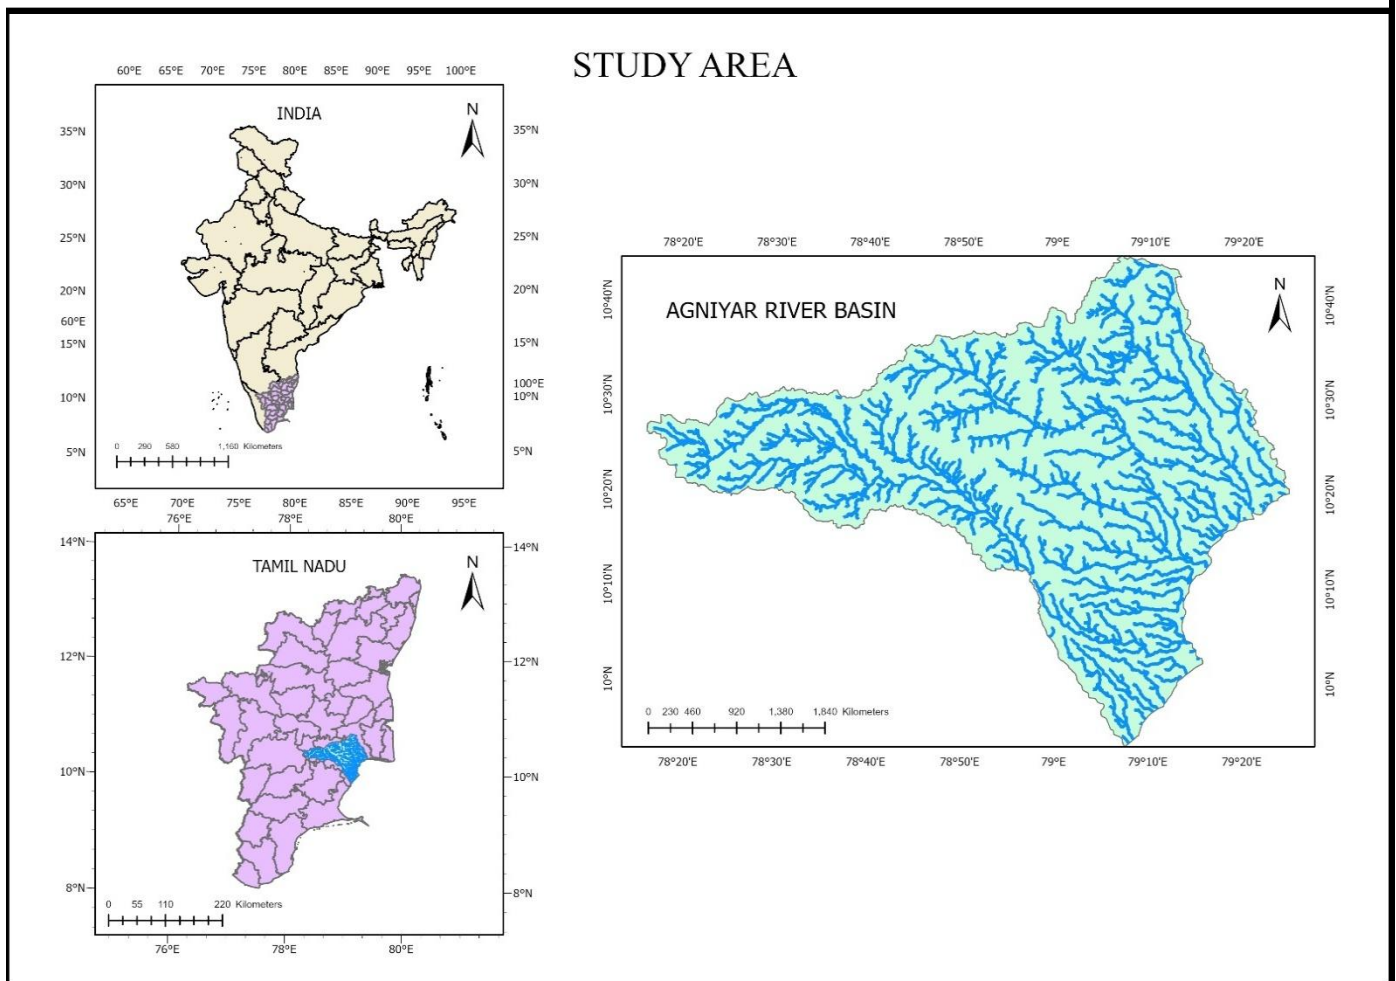 STUDY AREA
60°E 65°E 70°E 75°E 80°E 85°E 90°E 95°E 100°E
INDIA
N
35°N 35°N
30°N 30°N
25°N 25°N
20°N 20°N
60°E
15°N 15°N
100°E
10°N 10°N
5°N 5°N
0 290 580 1,160 Kilometers
65°E 70°E 75°E 80°E 85°E 90°E 95°E
76°E 78°E 80°E
TAMIL NADU
N
14°N 14°N
12°N 12°N
10°N 10°N
8°N 8°N
0 55 110 220 Kilometers
76°E 78°E 80°E
78°20'E 78°30'E 78°40'E 78°50'E 79°E 79°10'E 79°20'E
AGNIYAR RIVER BASIN
N
10°40'N 10°40'N
10°30'N 10°30'N
10°20'N 10°20'N
10°10'N 10°10'N
10°N 10°N
0 230 460 920 1,380 1,840 Kilometers
78°20'E 78°30'E 78°40'E 78°50'E 79°E 79°10'E 79°20'E